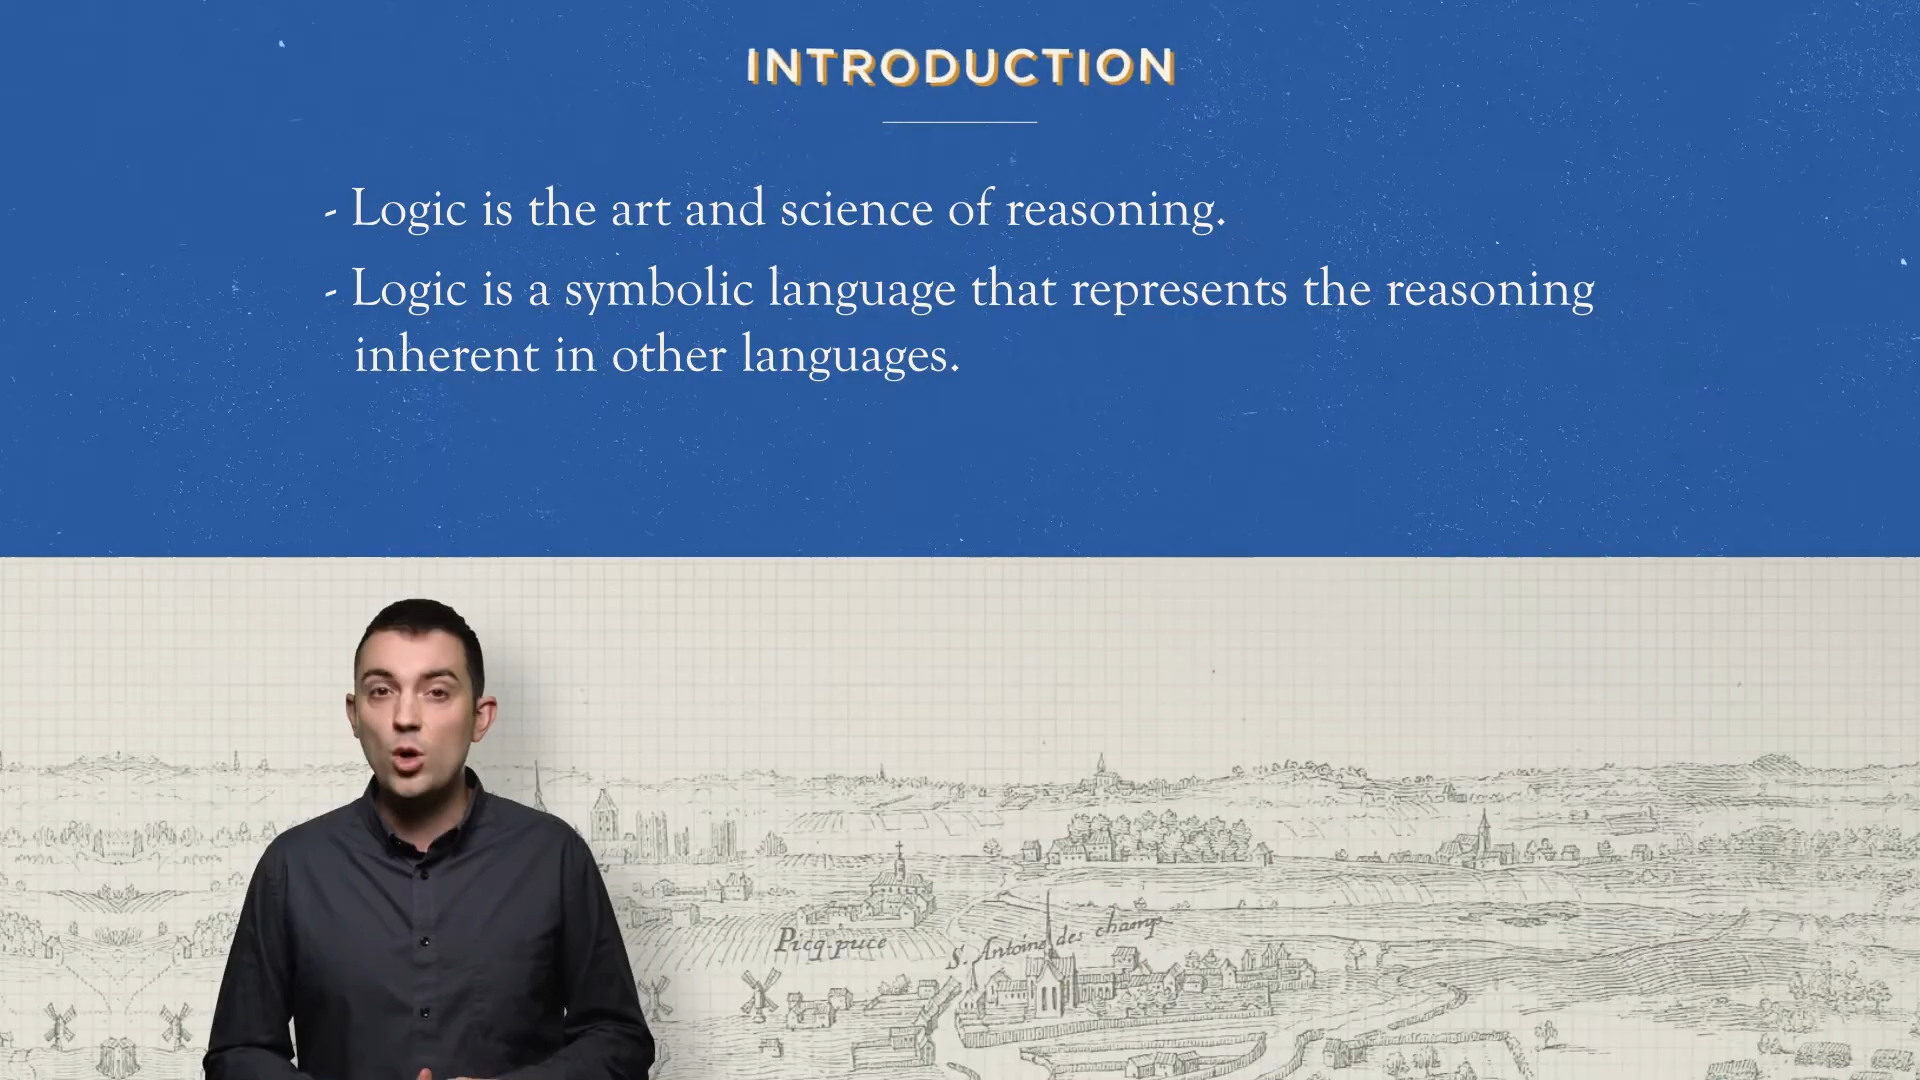 INTRODUCTION
- Logic is the art and science of reasoning.
- Logic is a symbolic language that represents the reasoning
inherent in other languages.
Picq-puce
S. Antoine des champs